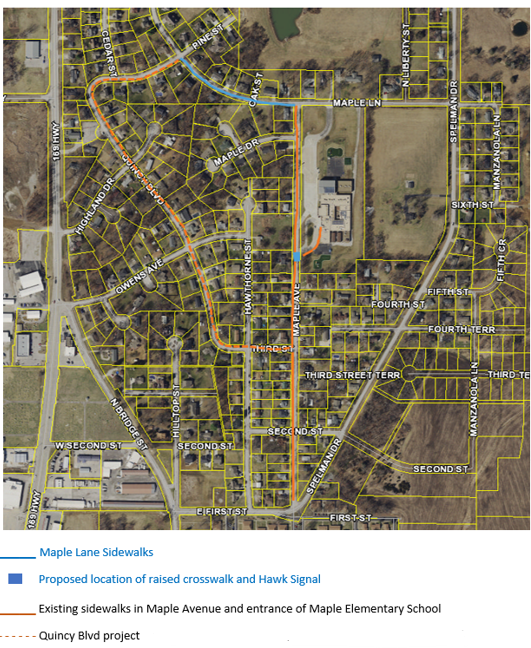 CEDAR ST
PINE ST
OAK ST
N LIBERTY ST
SPELMAN DR
MAPLE LN
MANZANOLA LN
169 HWY
MAPLE DR
QUINCY BLVD
HIGHLAND DR
SIXTH ST
FIFTH CR
HAWTHORNE ST
OWENS AVE
MAPLE AVE
FIFTH ST
FOURTH ST
FOURTH TERR
THIRD ST
THIRD STREET TERR
THIRD TE
MANZANOLA LN
N BRIDGE ST
HILLTOP ST
W SECOND ST
SECOND ST
SECOND ST
SECOND ST
SPELMAN DR
169 HWY
E FIRST ST
FIRST ST
Maple Lane Sidewalks
Proposed location of raised crosswalk and Hawk Signal
Existing sidewalks in Maple Avenue and entrance of Maple Elementary School
Quincy Blvd project